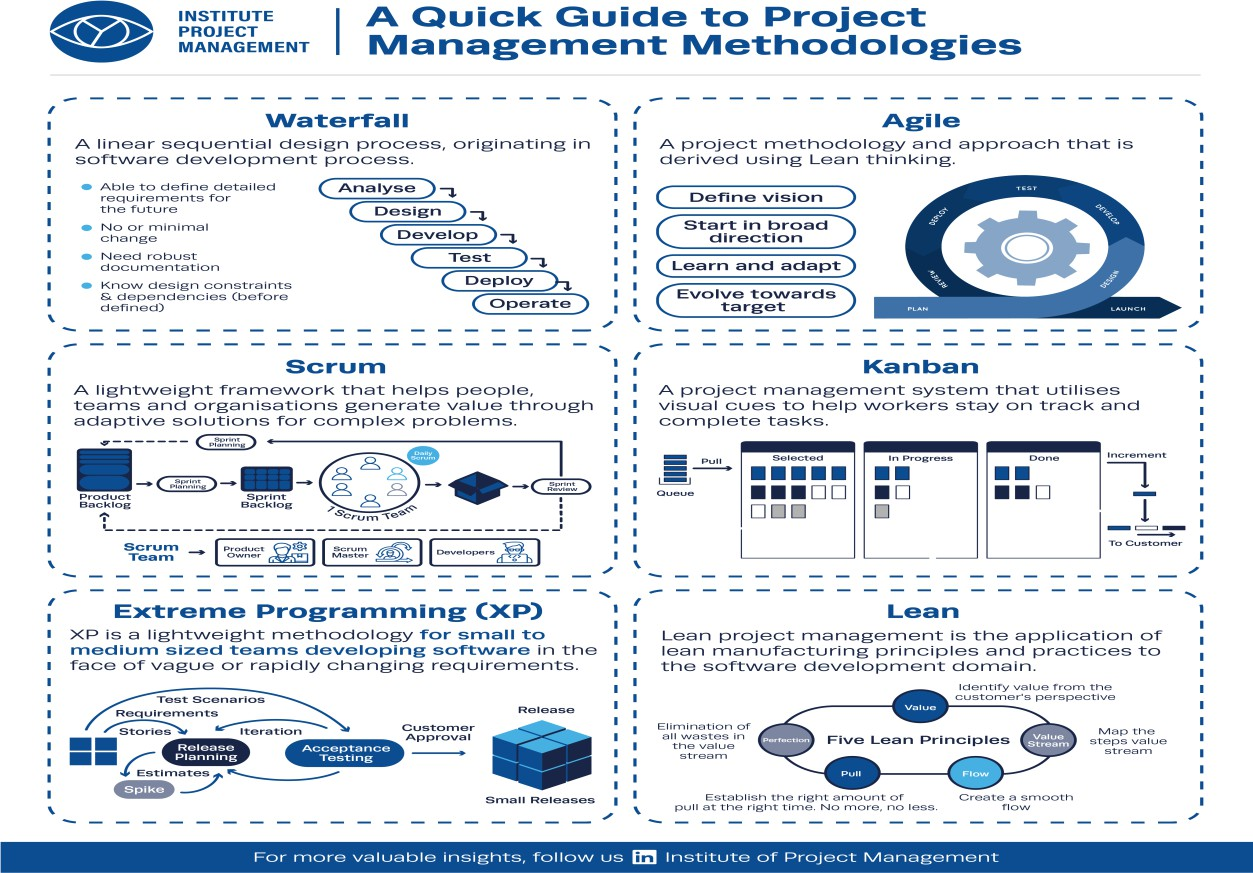 INSTITUTE
PROJECT
MANAGEMENT
A Quick Guide to Project
Management Methodologies
Waterfall
A linear sequential design process, originating in
software development process.
Able to define detailed
requirements for
the future
No or minimal
change
Need robust
documentation
Know design constraints
& dependencies (before
defined)
Analyse
Design
Develop
Test
Deploy
Operate
Agile
A project methodology and approach that is
derived using Lean thinking.
Define vision
Start in broad
direction
Learn and adapt
Evolve towards
target
PLAN
DESIGN
DEVELOP
TEST
DEPLOY
REVIEW
LAUNCH
Scrum
A lightweight framework that helps people,
teams and organisations generate value through
adaptive solutions for complex problems.
Sprint
Planning
Product
Backlog
Sprint
Planning
Sprint
Backlog
Daily
Scrum
1 Scrum Team
Sprint
Review
Scrum
Team
Product
Owner
Scrum
Master
Developers
Kanban
A project management system that utilises
visual cues to help workers stay on track and
complete tasks.
Queue
Pull
Selected
In Progress
Done
Increment
To Customer
Extreme Programming (XP)
XP is a lightweight methodology for small to
medium sized teams developing software in the
face of vague or rapidly changing requirements.
Test Scenarios
Requirements
Stories
Iteration
Release
Planning
Estimates
Spike
Acceptance
Testing
Customer
Approval
Release
Small Releases
Lean
Lean project management is the application of
lean manufacturing principles and practices to
the software development domain.
Identify value from the
customer's perspective
Value
Elimination of
all wastes in
the value
stream
Perfection
Five Lean Principles
Value
Stream
Map the
steps value
stream
Pull
Flow
Establish the right amount of
pull at the right time. No more, no less.
Create a smooth
flow
For more valuable insights, follow us in Institute of Project Management